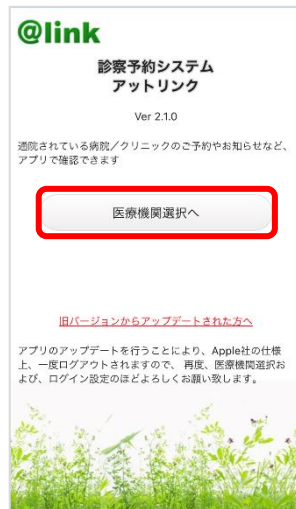 @link
診察予約システム
アットリンク
Ver 2.1.0
通院されている病院／クリニックのご予約やお知らせなど、
アプリで確認できます
医療機関選択へ
旧バージョンからアップデートされた方へ
アプリのアップデートを行うことにより、Apple社の仕様
上、一度ログアウトされますので、 再度、医療機関選択お
よび、ログイン設定のほどよろしくお願い致します。